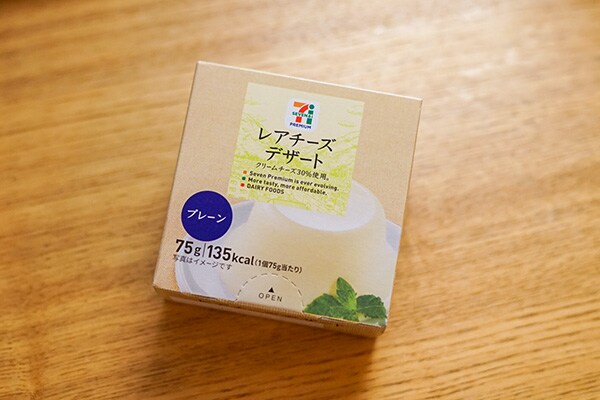 7
SEVEN&i
PREMIUM
レアチーズ
デザート
クリームチーズ30%使用。
Seven Premium is ever evolving.
More tasty, more affordable.
DAIRY FOODS
プレーン
75g 135kcal(1個75g当たり)
写真はイメージです
OPEN